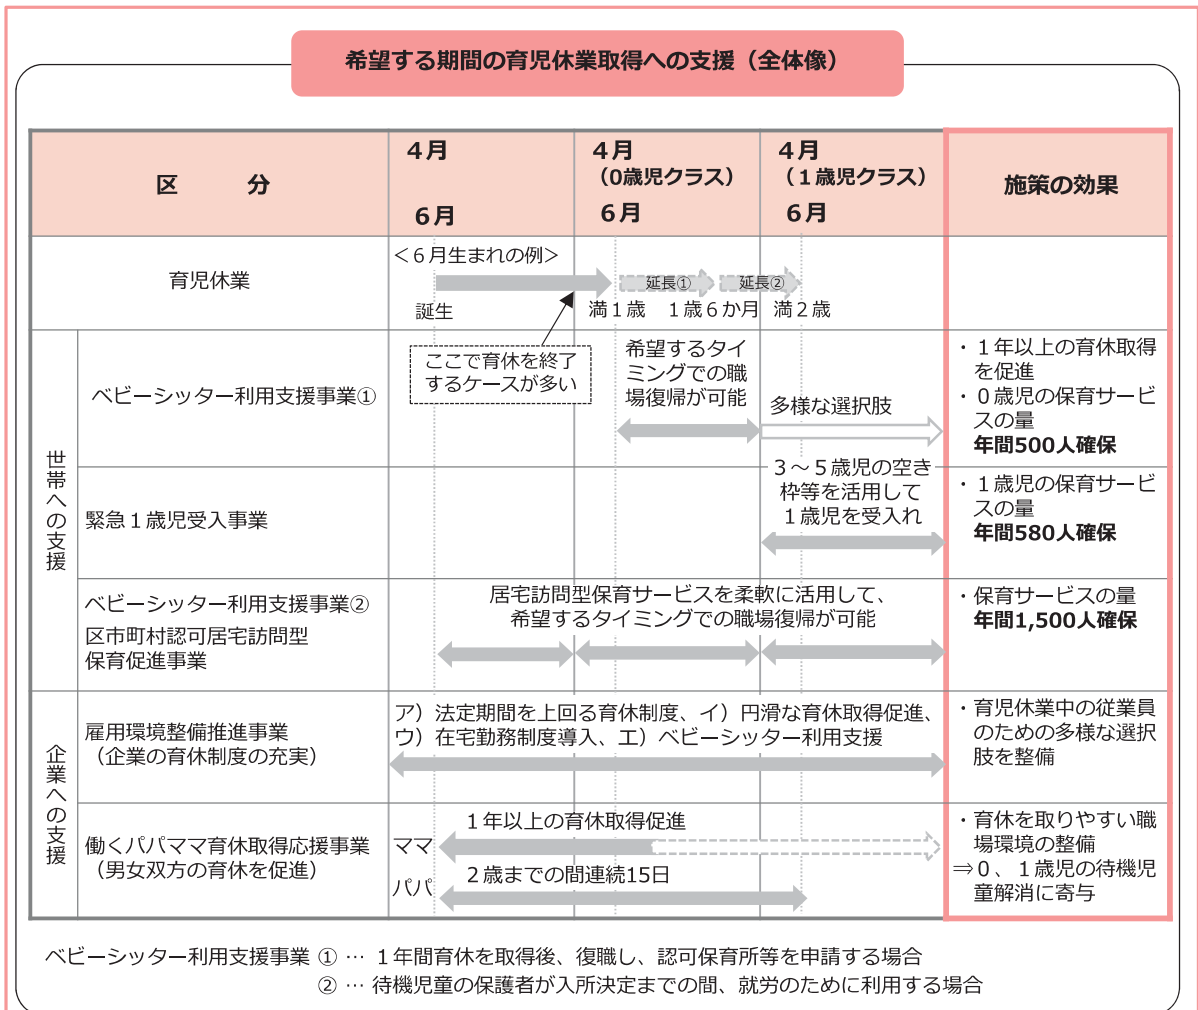 希望する期間の育児休業取得への支援（全体像）
区　　分
４月
６月
４月
（0歳児クラス）
６月
４月
（１歳児クラス）
６月
施策の効果
育児休業
＜６月生まれの例＞
延長①
延長②
誕生
満１歳
１歳６か月
満２歳
ここで育休を終了
するケースが多い
世帯への支援
ベビーシッター利用支援事業①
希望するタイ
ミングでの職
場復帰が可能
多様な選択肢
・１年以上の育休取得
を促進
・０歳児の保育サービ
スの量
年間500人確保
緊急１歳児受入事業
３～５歳児の空き
枠等を活用して
１歳児を受入れ
・１歳児の保育サービ
スの量
年間580人確保
ベビーシッター利用支援事業②
区市町村認可居宅訪問型
保育促進事業
居宅訪問型保育サービスを柔軟に活用して、
希望するタイミングでの職場復帰が可能
・保育サービスの量
年間1,500人確保
企業への支援
雇用環境整備推進事業
（企業の育休制度の充実）
ア）法定期間を上回る育休制度、イ）円滑な育休取得促進、
ウ）在宅勤務制度導入、エ）ベビーシッター利用支援
・育児休業中の従業員
のための多様な選択
肢を整備
働くパパママ育休取得応援事業
（男女双方の育休を促進）
ママ
１年以上の育休取得促進
パパ
２歳までの間連続15日
・育休を取りやすい職
場環境の整備
⇒０、１歳児の待機児
童解消に寄与
ベビーシッター利用支援事業 ① … １年間育休を取得後、復職し、認可保育所等を申請する場合
② … 待機児童の保護者が入所決定までの間、就労のために利用する場合